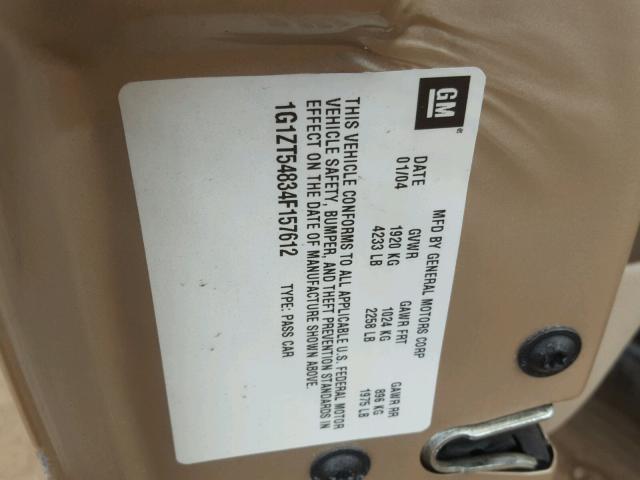 GM
®
MFD BY GENERAL MOTORS CORP
DATE GVWR GAWR FRT GAWR RR
01/04 1920 KG 1024 KG 896 KG
4233 LB 2258 LB 1975 LB
THIS VEHICLE CONFORMS TO ALL APPLICABLE U.S. FEDERAL MOTOR
VEHICLE SAFETY, BUMPER, AND THEFT PREVENTION STANDARDS IN
EFFECT ON THE DATE OF MANUFACTURE SHOWN ABOVE.
1G1ZT54834F157612 TYPE: PASS CAR